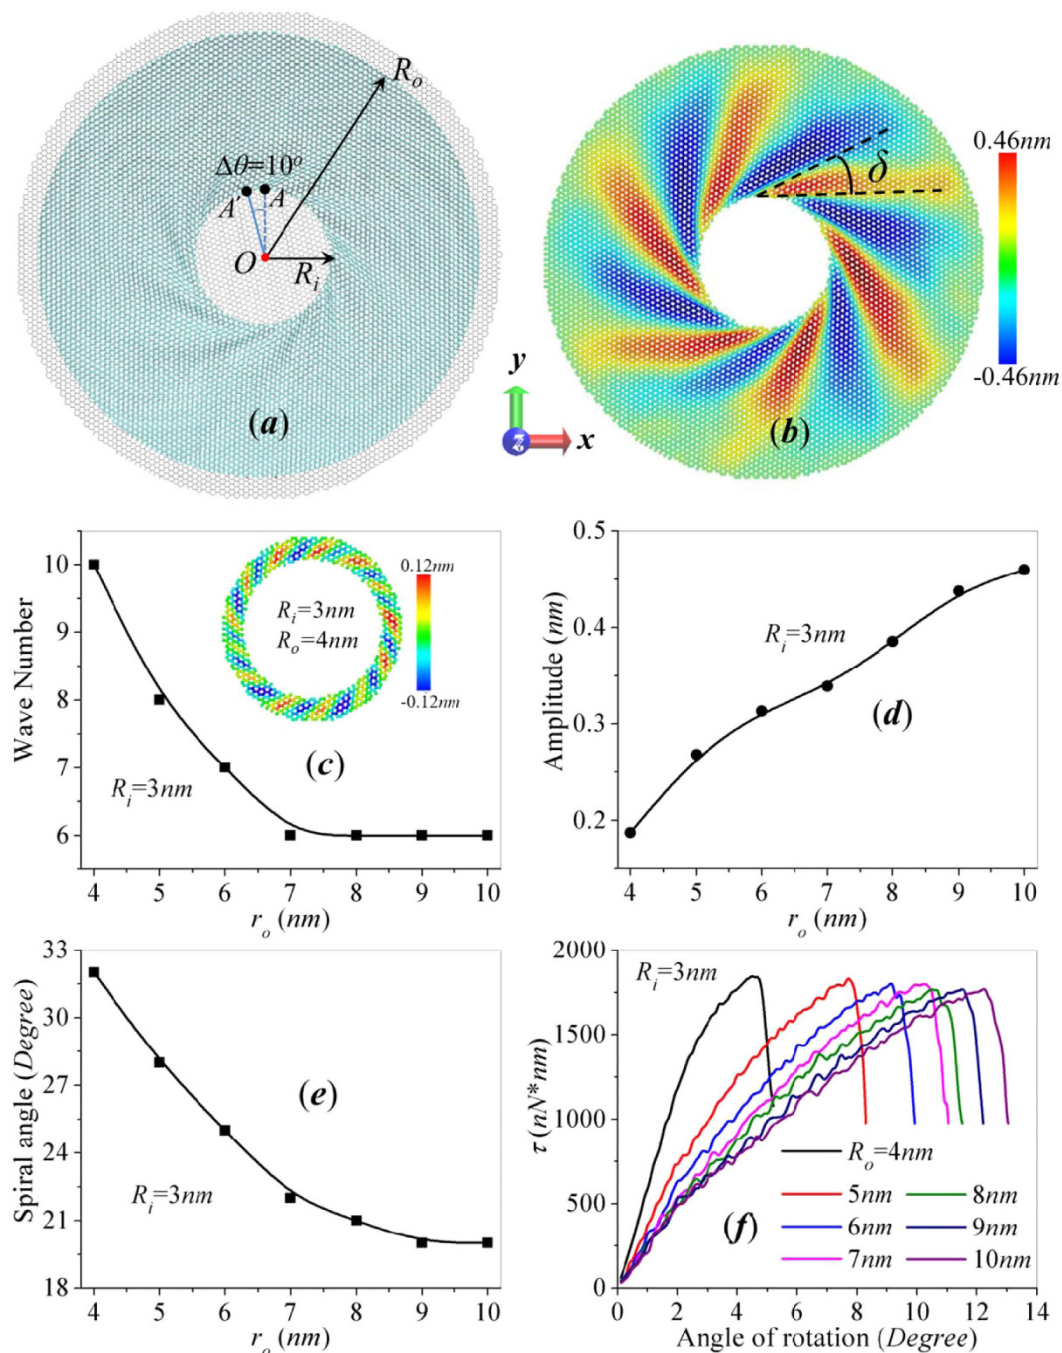 R_o
Δθ=10°
A' A
O R_i
(a)
δ
0.46nm
-0.46nm
(b)
y
z x
10
9
8
7
6
Wave Number
0.12nm
-0.12nm
R_i=3nm
R_o=4nm
(c)
R_i=3nm
4 5 6 7 8 9 10
r_o (nm)
0.5
0.4
0.3
0.2
Amplitude (nm)
R_i=3nm
(d)
4 5 6 7 8 9 10
r_o (nm)
33
30
27
24
21
18
Spiral angle (Degree)
(e)
R_i=3nm
4 5 6 7 8 9 10
r_o (nm)
2000
1500
1000
500
0
τ (nN*nm)
R_i=3nm
R_o=4nm
5nm 8nm
6nm 9nm
7nm 10nm
(f)
0 2 4 6 8 10 12 14
Angle of rotation (Degree)